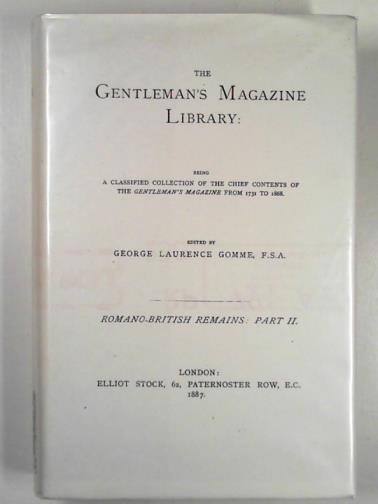 THE
GENTLEMAN'S MAGAZINE
LIBRARY:
BEING
A CLASSIFIED COLLECTION OF THE CHIEF CONTENTS OF
THE GENTLEMAN'S MAGAZINE FROM 1731 TO 1868.
EDITED BY
GEORGE LAURENCE GOMME, F.S.A.
ROMANO-BRITISH REMAINS: PART II.
LONDON:
ELLIOT STOCK, 62, PATERNOSTER ROW, E.C.
1887.